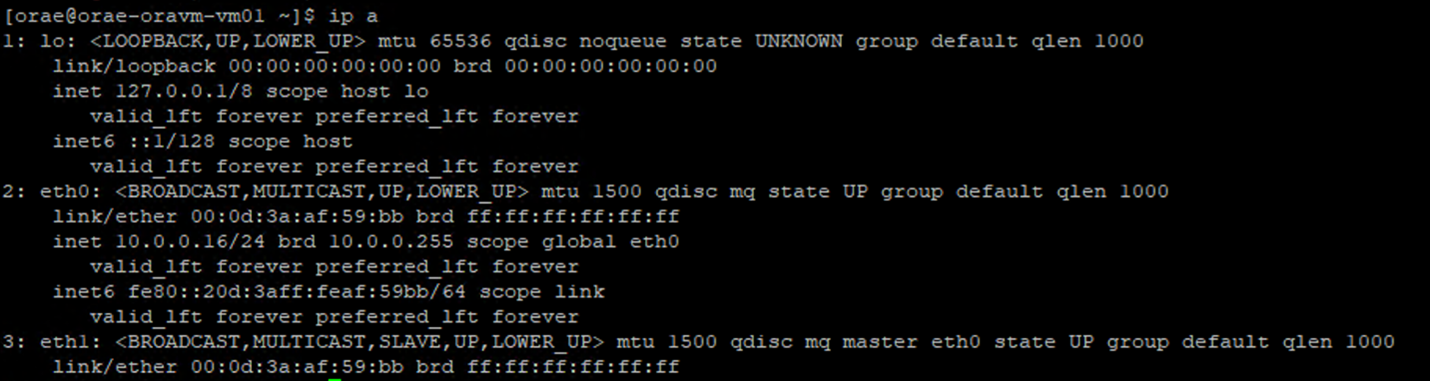 [orae@orae-oravm-vm01 ~]$ ip a
1: lo: <LOOPBACK,UP,LOWER_UP> mtu 65536 qdisc noqueue state UNKNOWN group default qlen 1000
    link/loopback 00:00:00:00:00:00 brd 00:00:00:00:00:00
    inet 127.0.0.1/8 scope host lo
       valid_lft forever preferred_lft forever
    inet6 ::1/128 scope host
       valid_lft forever preferred_lft forever
2: eth0: <BROADCAST,MULTICAST,UP,LOWER_UP> mtu 1500 qdisc mq state UP group default qlen 1000
    link/ether 00:0d:3a:af:59:bb brd ff:ff:ff:ff:ff:ff
    inet 10.0.0.16/24 brd 10.0.0.255 scope global eth0
       valid_lft forever preferred_lft forever
    inet6 fe80::20d:3aff:feaf:59bb/64 scope link
       valid_lft forever preferred_lft forever
3: eth1: <BROADCAST,MULTICAST,SLAVE,UP,LOWER_UP> mtu 1500 qdisc mq master eth0 state UP group default qlen 1000
    link/ether 00:0d:3a:af:59:bb brd ff:ff:ff:ff:ff:ff